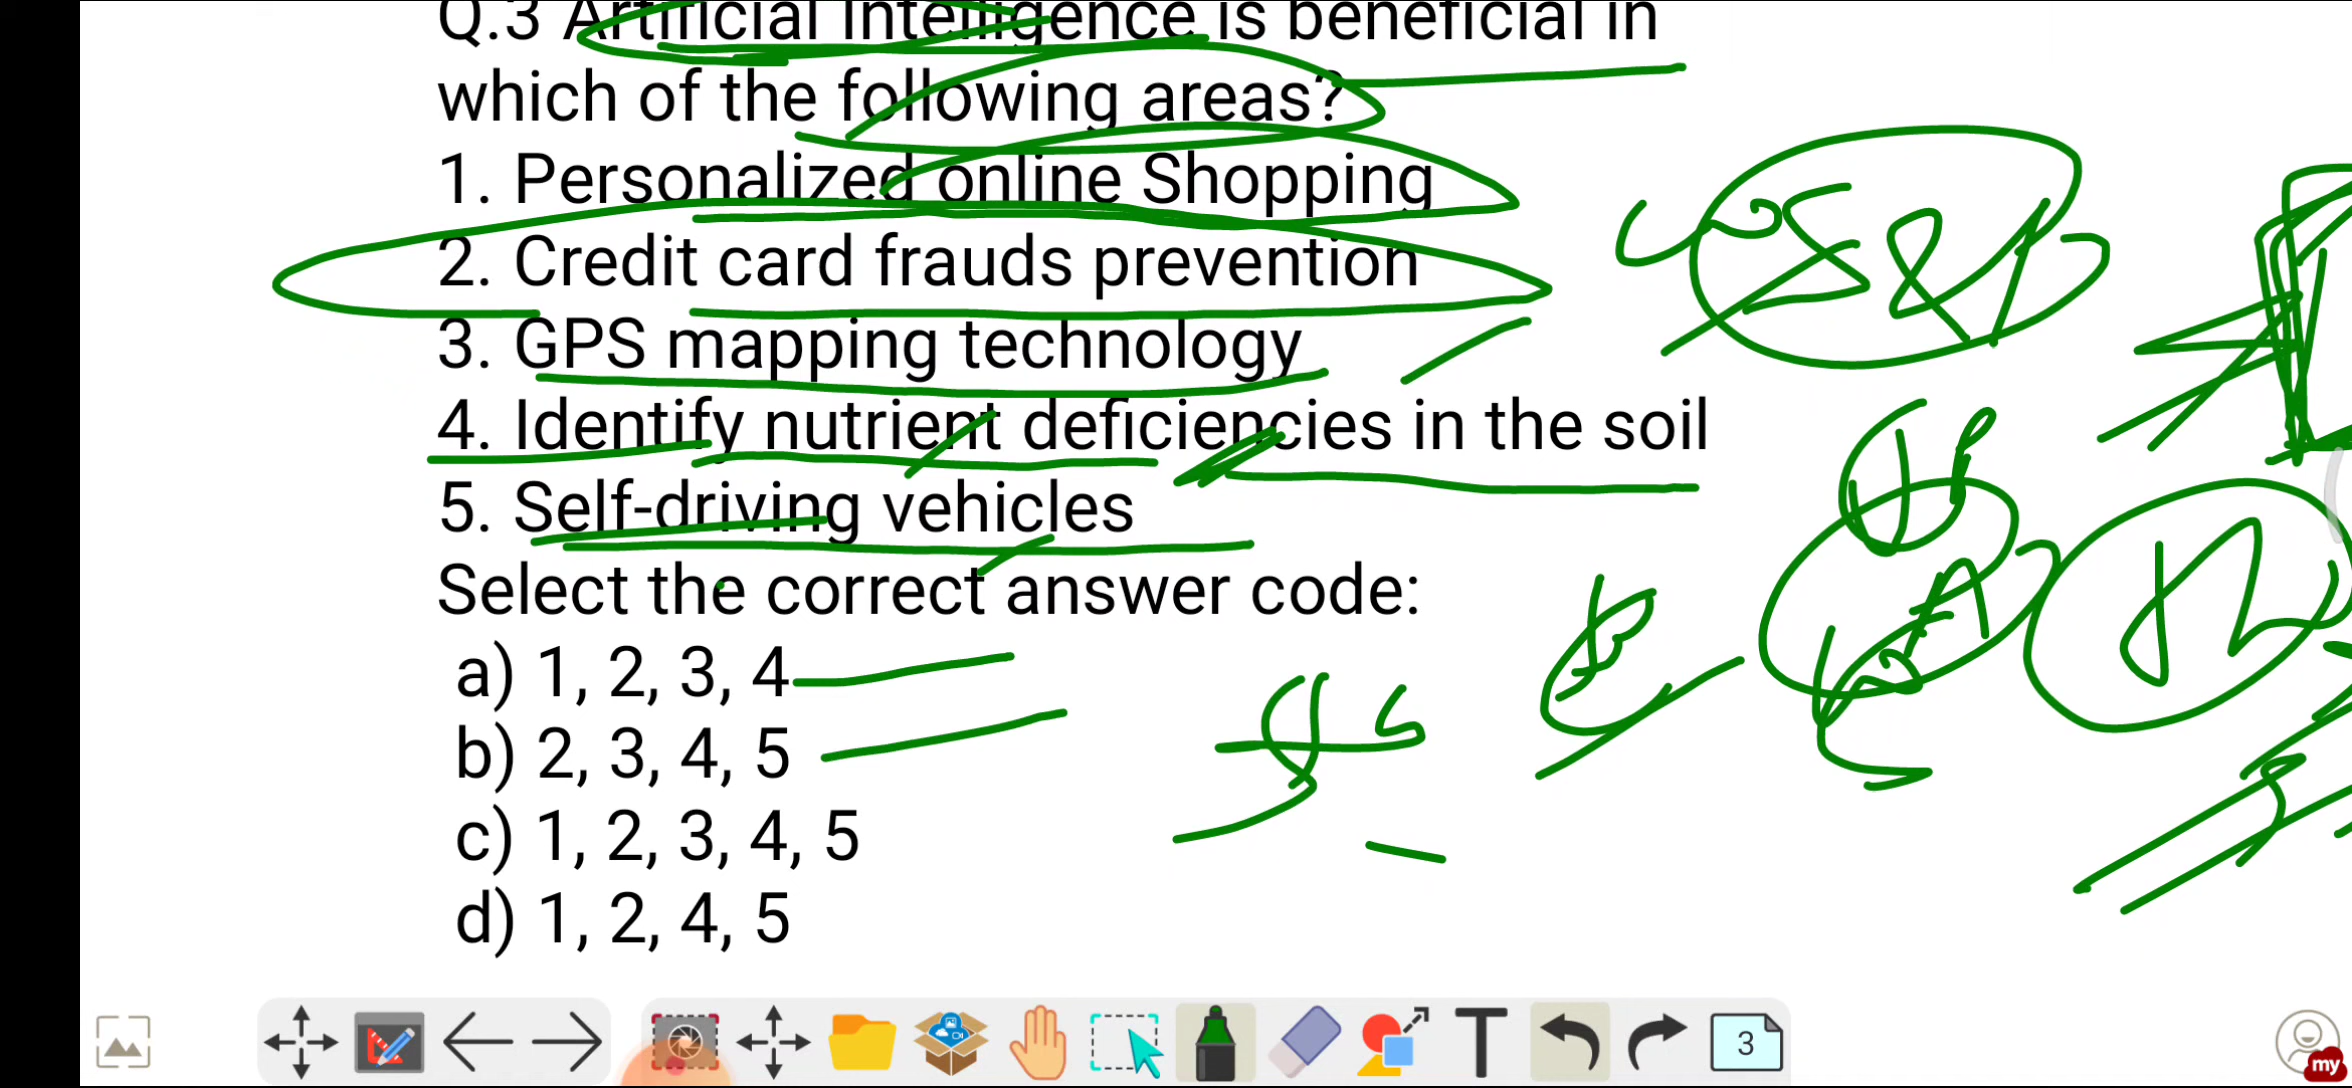 Q.3 Artificial Intelligence is beneficial in
which of the following areas?
1. Personalized online Shopping
2. Credit card frauds prevention
3. GPS mapping technology
4. Identify nutrient deficiencies in the soil
5. Self-driving vehicles
Select the correct answer code:
a) 1, 2, 3, 4
b) 2, 3, 4, 5
c) 1, 2, 3, 4, 5
d) 1, 2, 4, 5
T
3
my